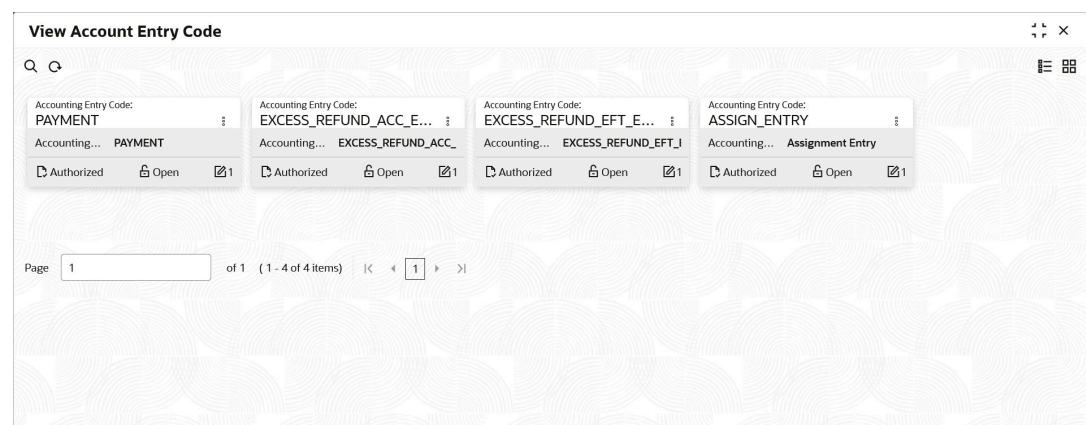 View Account Entry Code
Accounting Entry Code:
PAYMENT
Accounting... PAYMENT
Authorized Open 1
Accounting Entry Code:
EXCESS_REFUND_ACC_E...
Accounting... EXCESS_REFUND_ACC_
Authorized Open 1
Accounting Entry Code:
EXCESS_REFUND_EFT_E...
Accounting... EXCESS_REFUND_EFT_
Authorized Open 1
Accounting Entry Code:
ASSIGN_ENTRY
Accounting... Assignment Entry
Authorized Open 1
Page 1 of 1 ( 1 - 4 of 4 items) 1